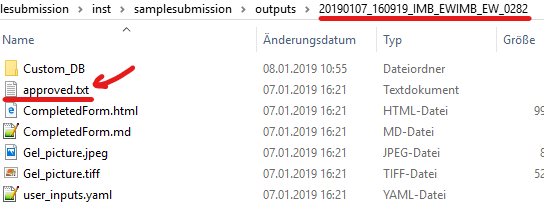 lesubmission > inst > samplesubmission > outputs > 20190107_160919_IMB_EWIMB_EW_0282
Name Änderungsdatum Typ Größe
Custom_DB 08.01.2019 10:55 Dateiordner
approved.txt 07.01.2019 16:21 Textdokument
CompletedForm.html 07.01.2019 16:21 HTML-Datei 99
CompletedForm.md 07.01.2019 16:21 MD-Datei
Gel_picture.jpeg 07.01.2019 16:21 JPEG-Datei 8
Gel_picture.tiff 07.01.2019 16:21 TIFF-Datei
user_inputs.yaml 07.01.2019 16:21 YAML-Datei